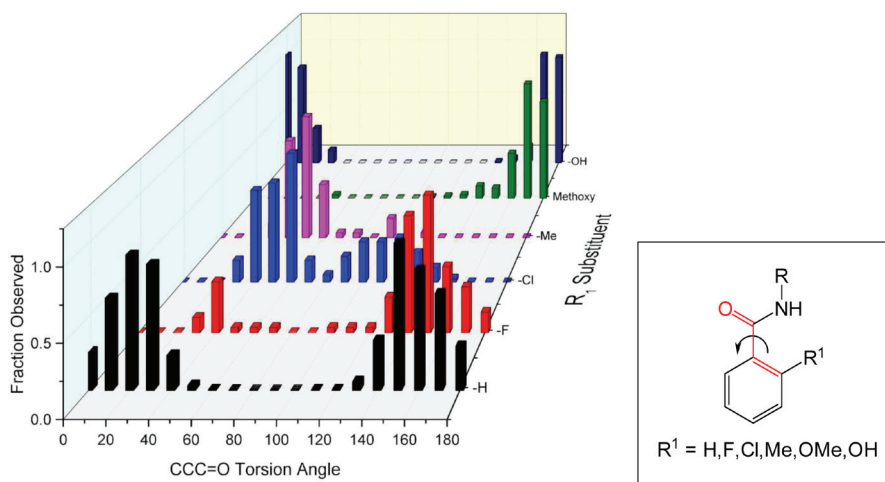 -OH
Methoxy
-Me
-Cl
-F
-H
R₁ Substituent
1.0
0.5
0.0
Fraction Observed
0 20 40 60 80 100 120 140 160 180
CCC=O Torsion Angle
R
O
NH
R¹
R¹ = H,F,Cl,Me,OMe,OH